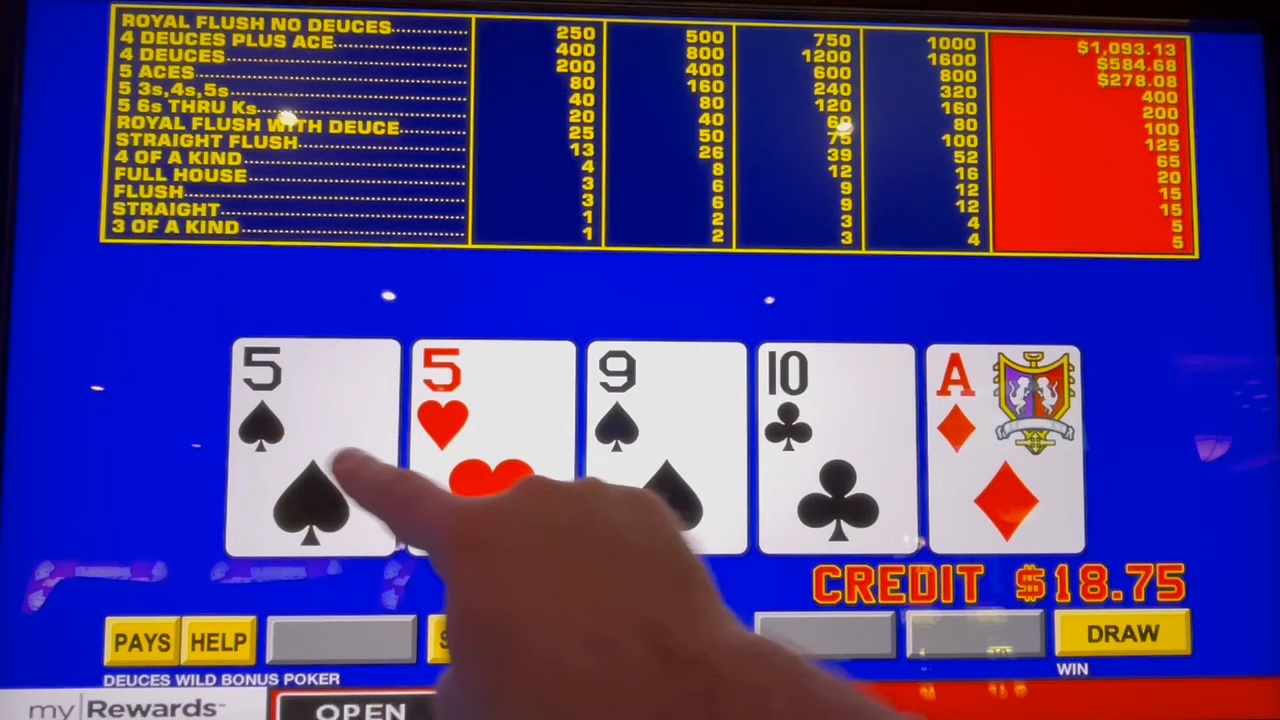 ROYAL FLUSH NO DEUCES 250 500 750 1000 $1,093.13
4 DEUCES PLUS ACE 400 800 1200 1600 $584.68
4 DEUCES 200 400 600 800 $278.08
5 ACES 80 160 240 320 400
5 3s,4s,5s 40 80 120 160 200
5 6s THRU Ks 20 40 60 80 100
ROYAL FLUSH WITH DEUCE 25 50 75 100 125
STRAIGHT FLUSH 13 26 39 52 65
4 OF A KIND 4 8 12 16 20
FULL HOUSE 3 6 9 12 15
FLUSH 3 6 9 12 15
STRAIGHT 1 2 3 4 5
3 OF A KIND 1 2 3 4 5
5 5 9 10 A
CREDIT $18.75
PAYS HELP DRAW
DEUCES WILD BONUS POKER WIN
my|Rewards OPEN